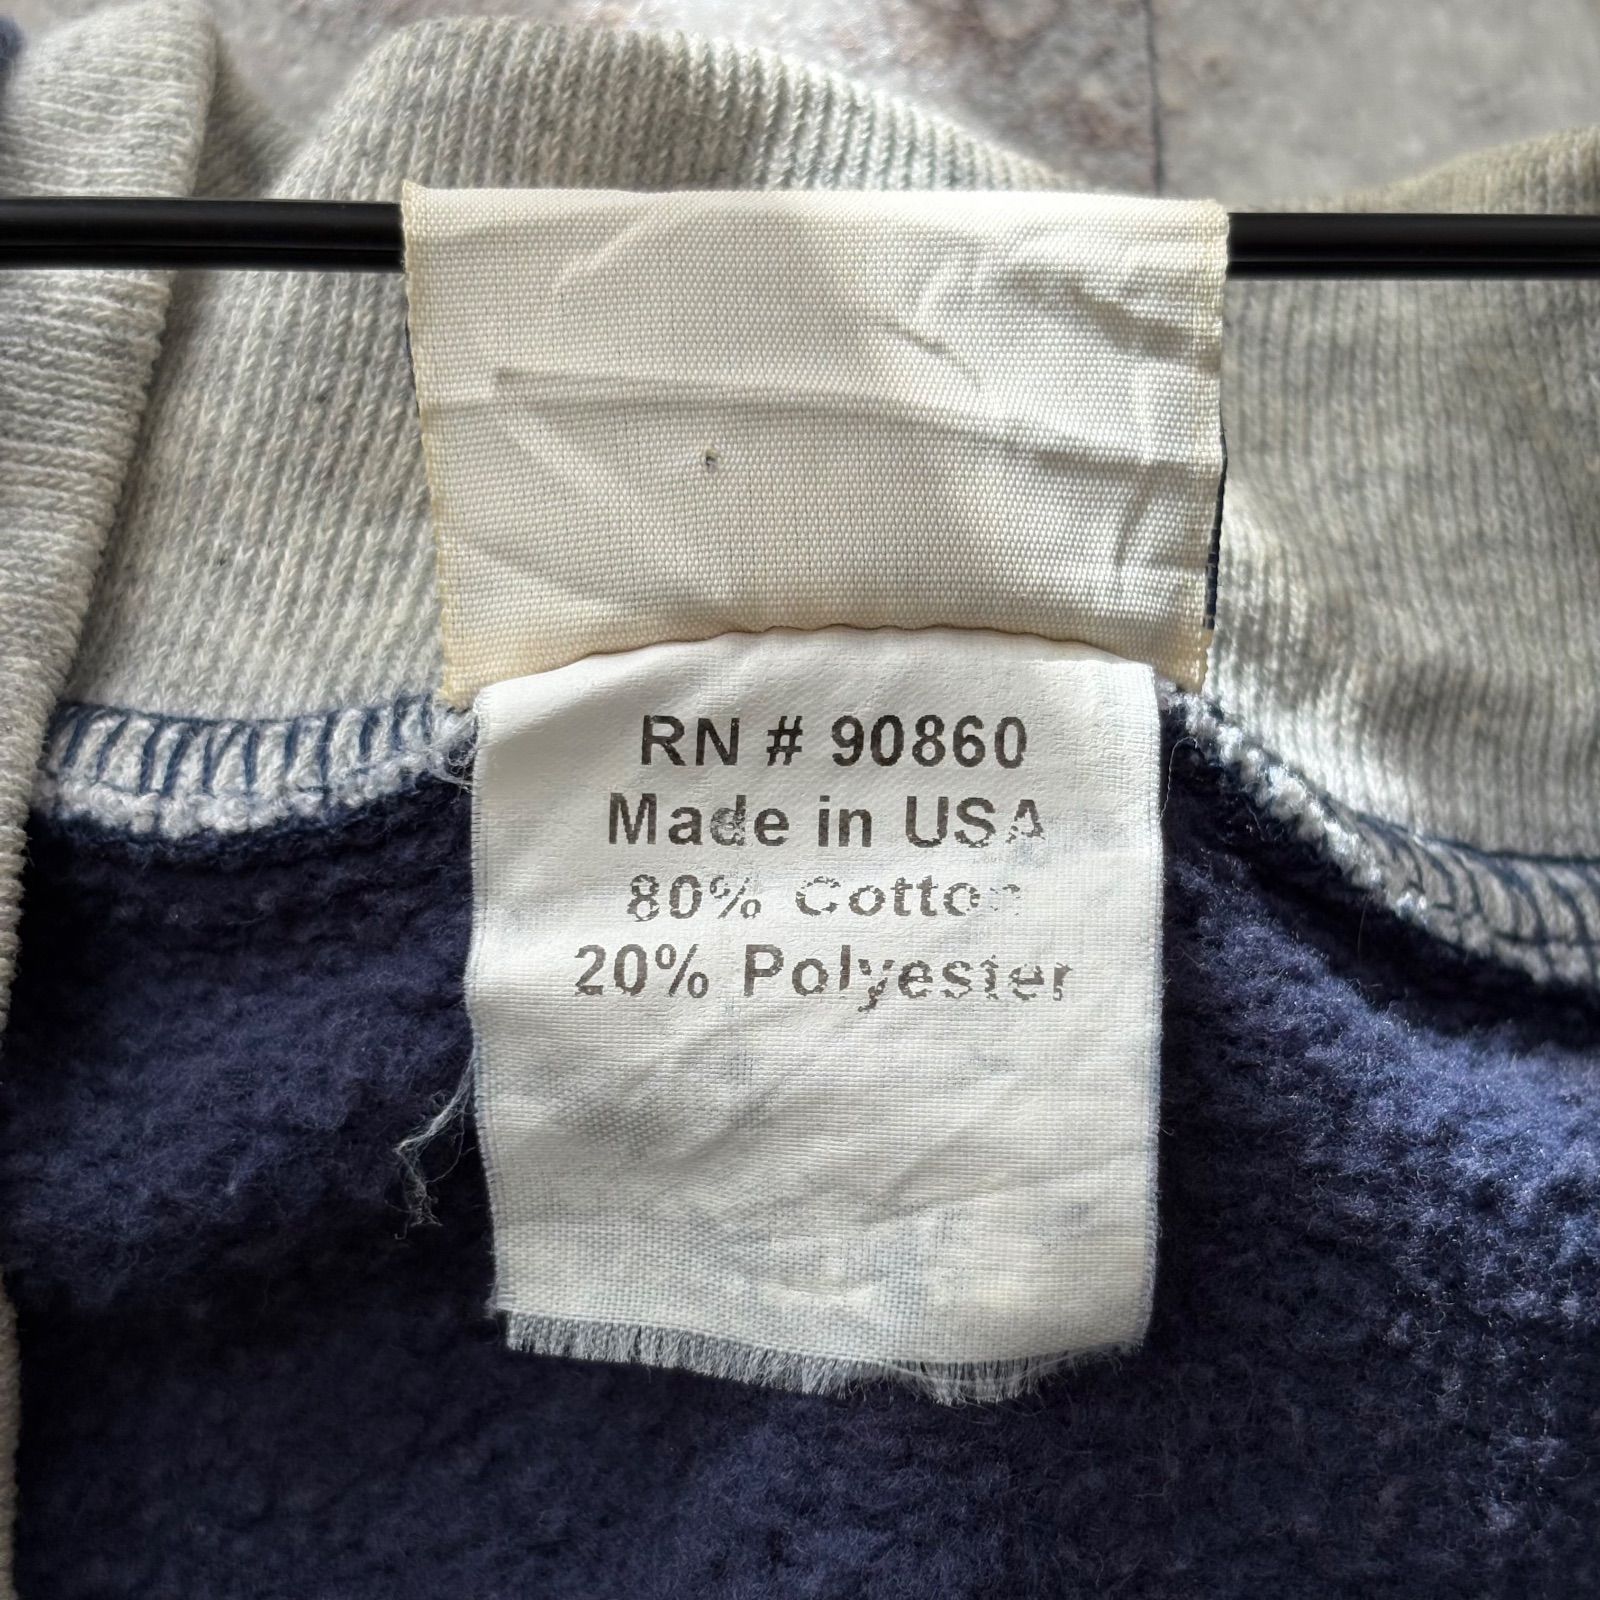 RN # 90860
Made in USA
80% Cotton
20% Polyester